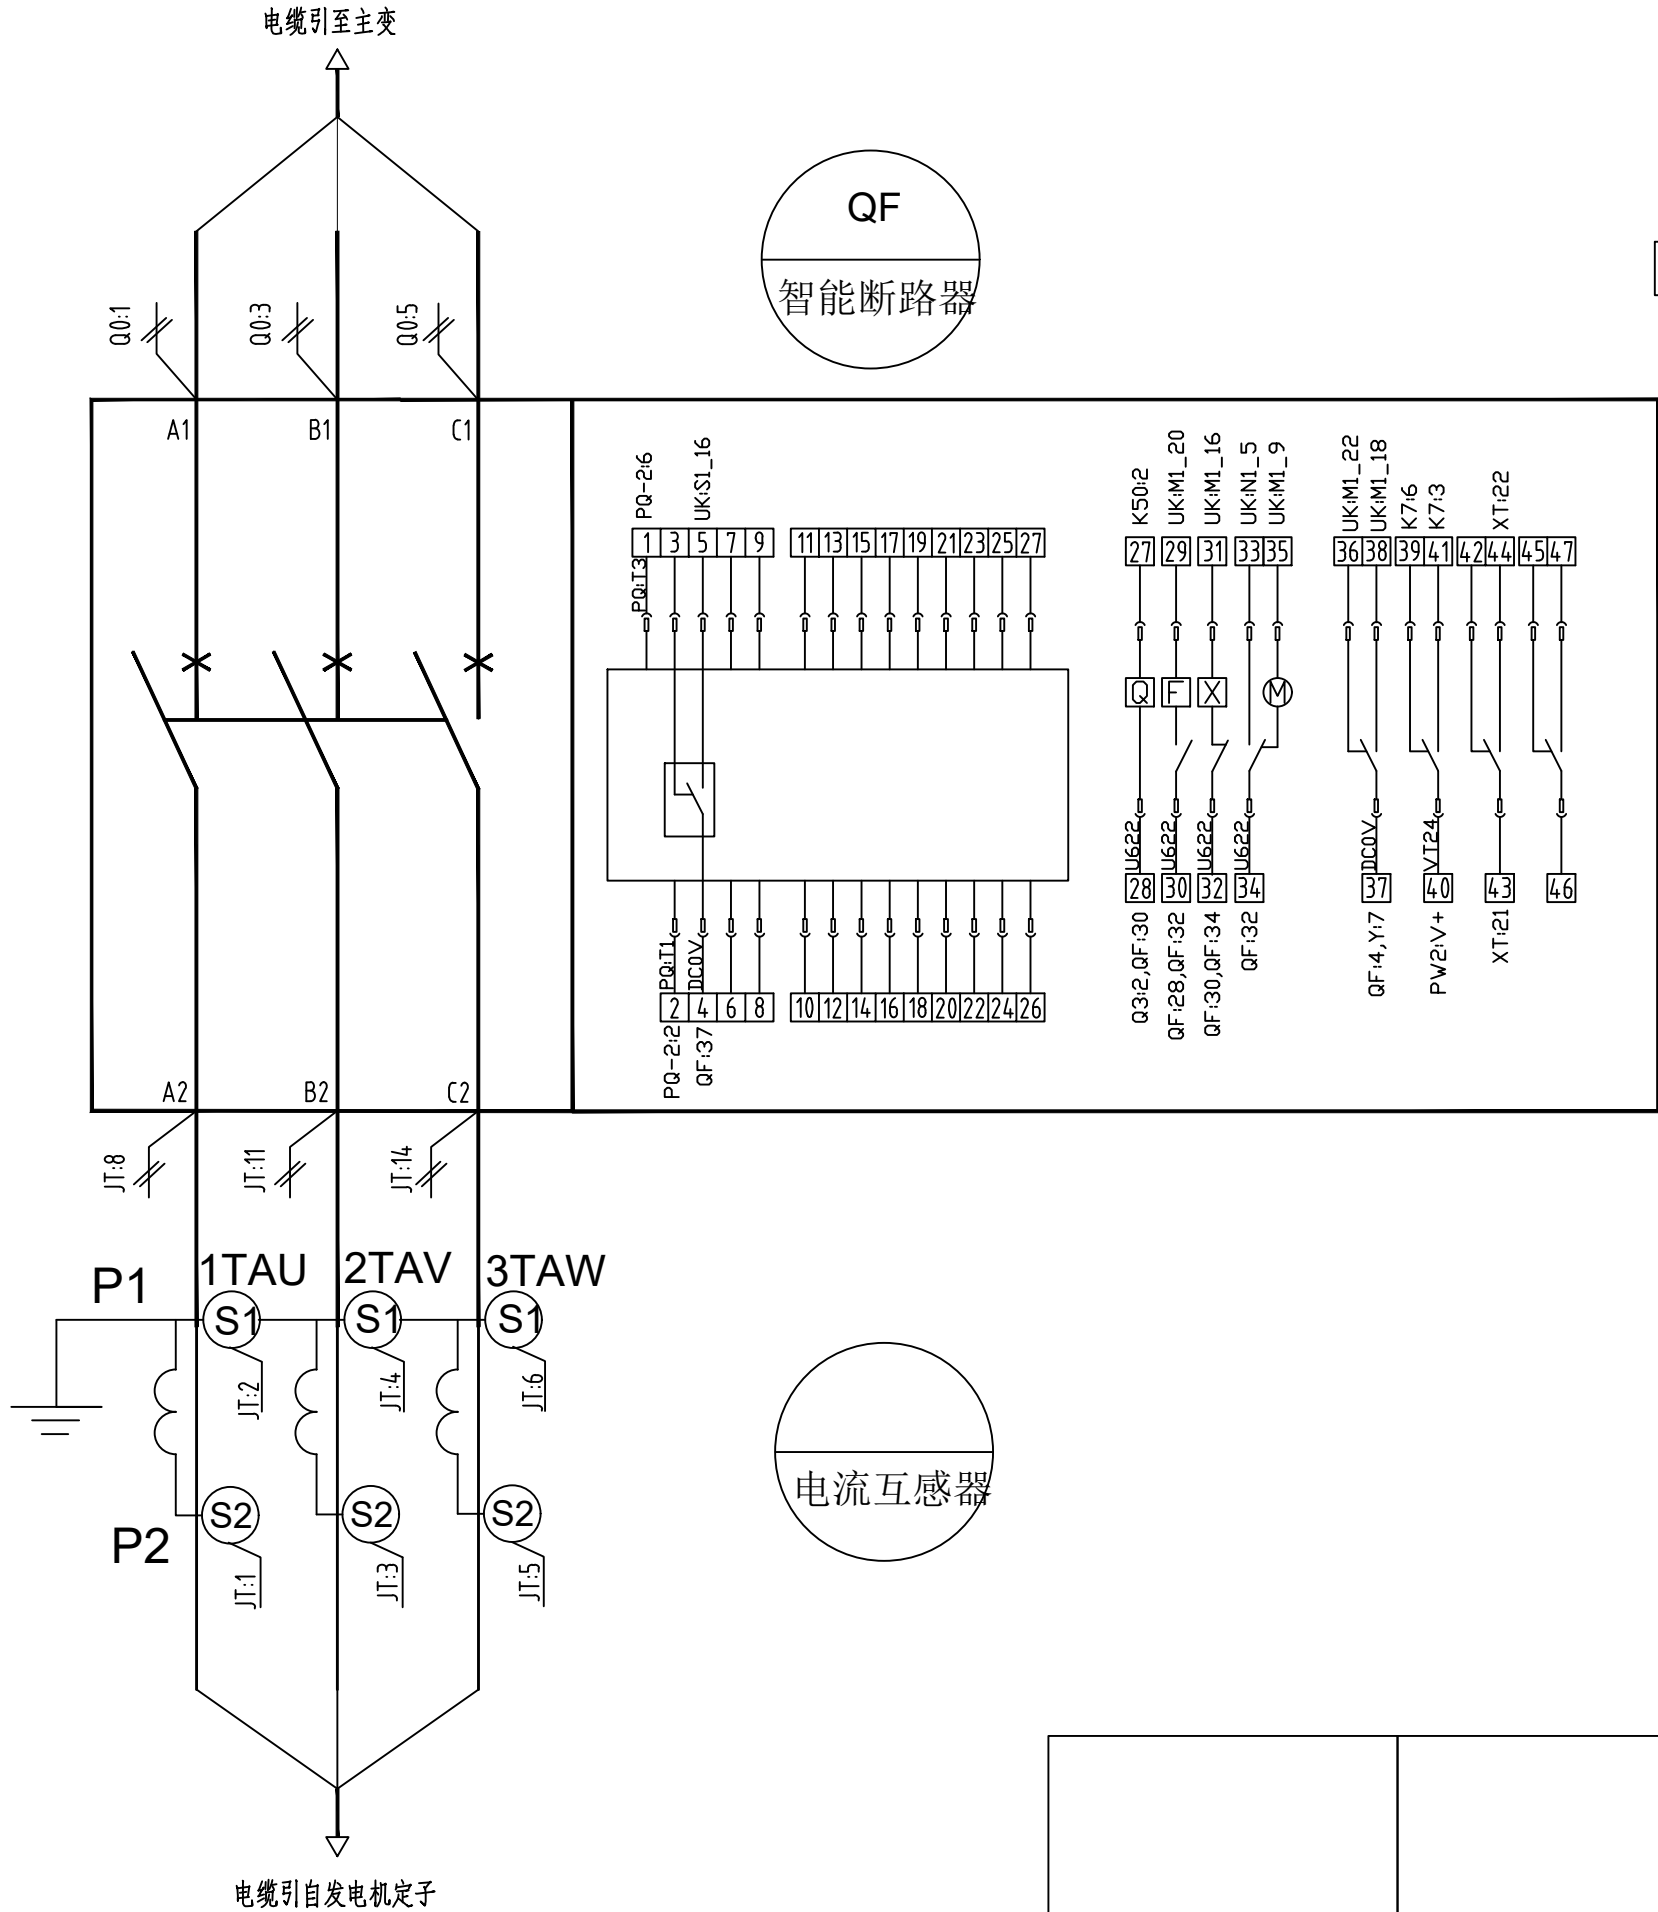 电缆引至主变
QF
智能断路器
Q0:1
Q0:3
Q0:5
A1
B1
C1
PQ-2:6
UK:S1_16
1 3 5 7 9
11 13 15 17 19 21 23 25 27
PQ:T3
K50:2
UK:M1_20
UK:M1_16
UK:N1_5
UK:M1_9
27 29 31 33 35
UK:M1_22
UK:M1_18
K7:6
K7:3
XT:22
36 38 39 41 42 44 45 47
Q F X M
U622
U622
U622
U622
DC0V
VT24
28 30 32 34
37 40 43 46
Q3:2,QF:30
QF:28,QF:32
QF:30,QF:34
QF:32
QF:4,Y:7
PW2:V+
XT:21
PQ:T1
DC0V
2 4 6 8
10 12 14 16 18 20 22 24 26
PQ-2:2
QF:37
A2
B2
C2
JT:8
JT:11
JT:14
P1
1TAU
2TAV
3TAW
S1
S1
S1
JT:2
JT:4
JT:6
电流互感器
S2
S2
S2
P2
JT:1
JT:3
JT:5
电缆引自发电机定子